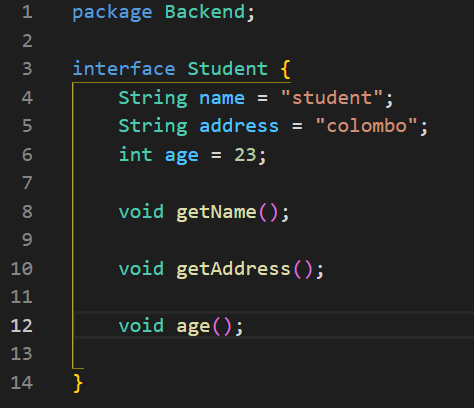 1 package Backend;
2
3 interface Student {
4 String name = "student";
5 String address = "colombo";
6 int age = 23;
7
8 void getName();
9
10 void getAddress();
11
12 void age();
13
14 }